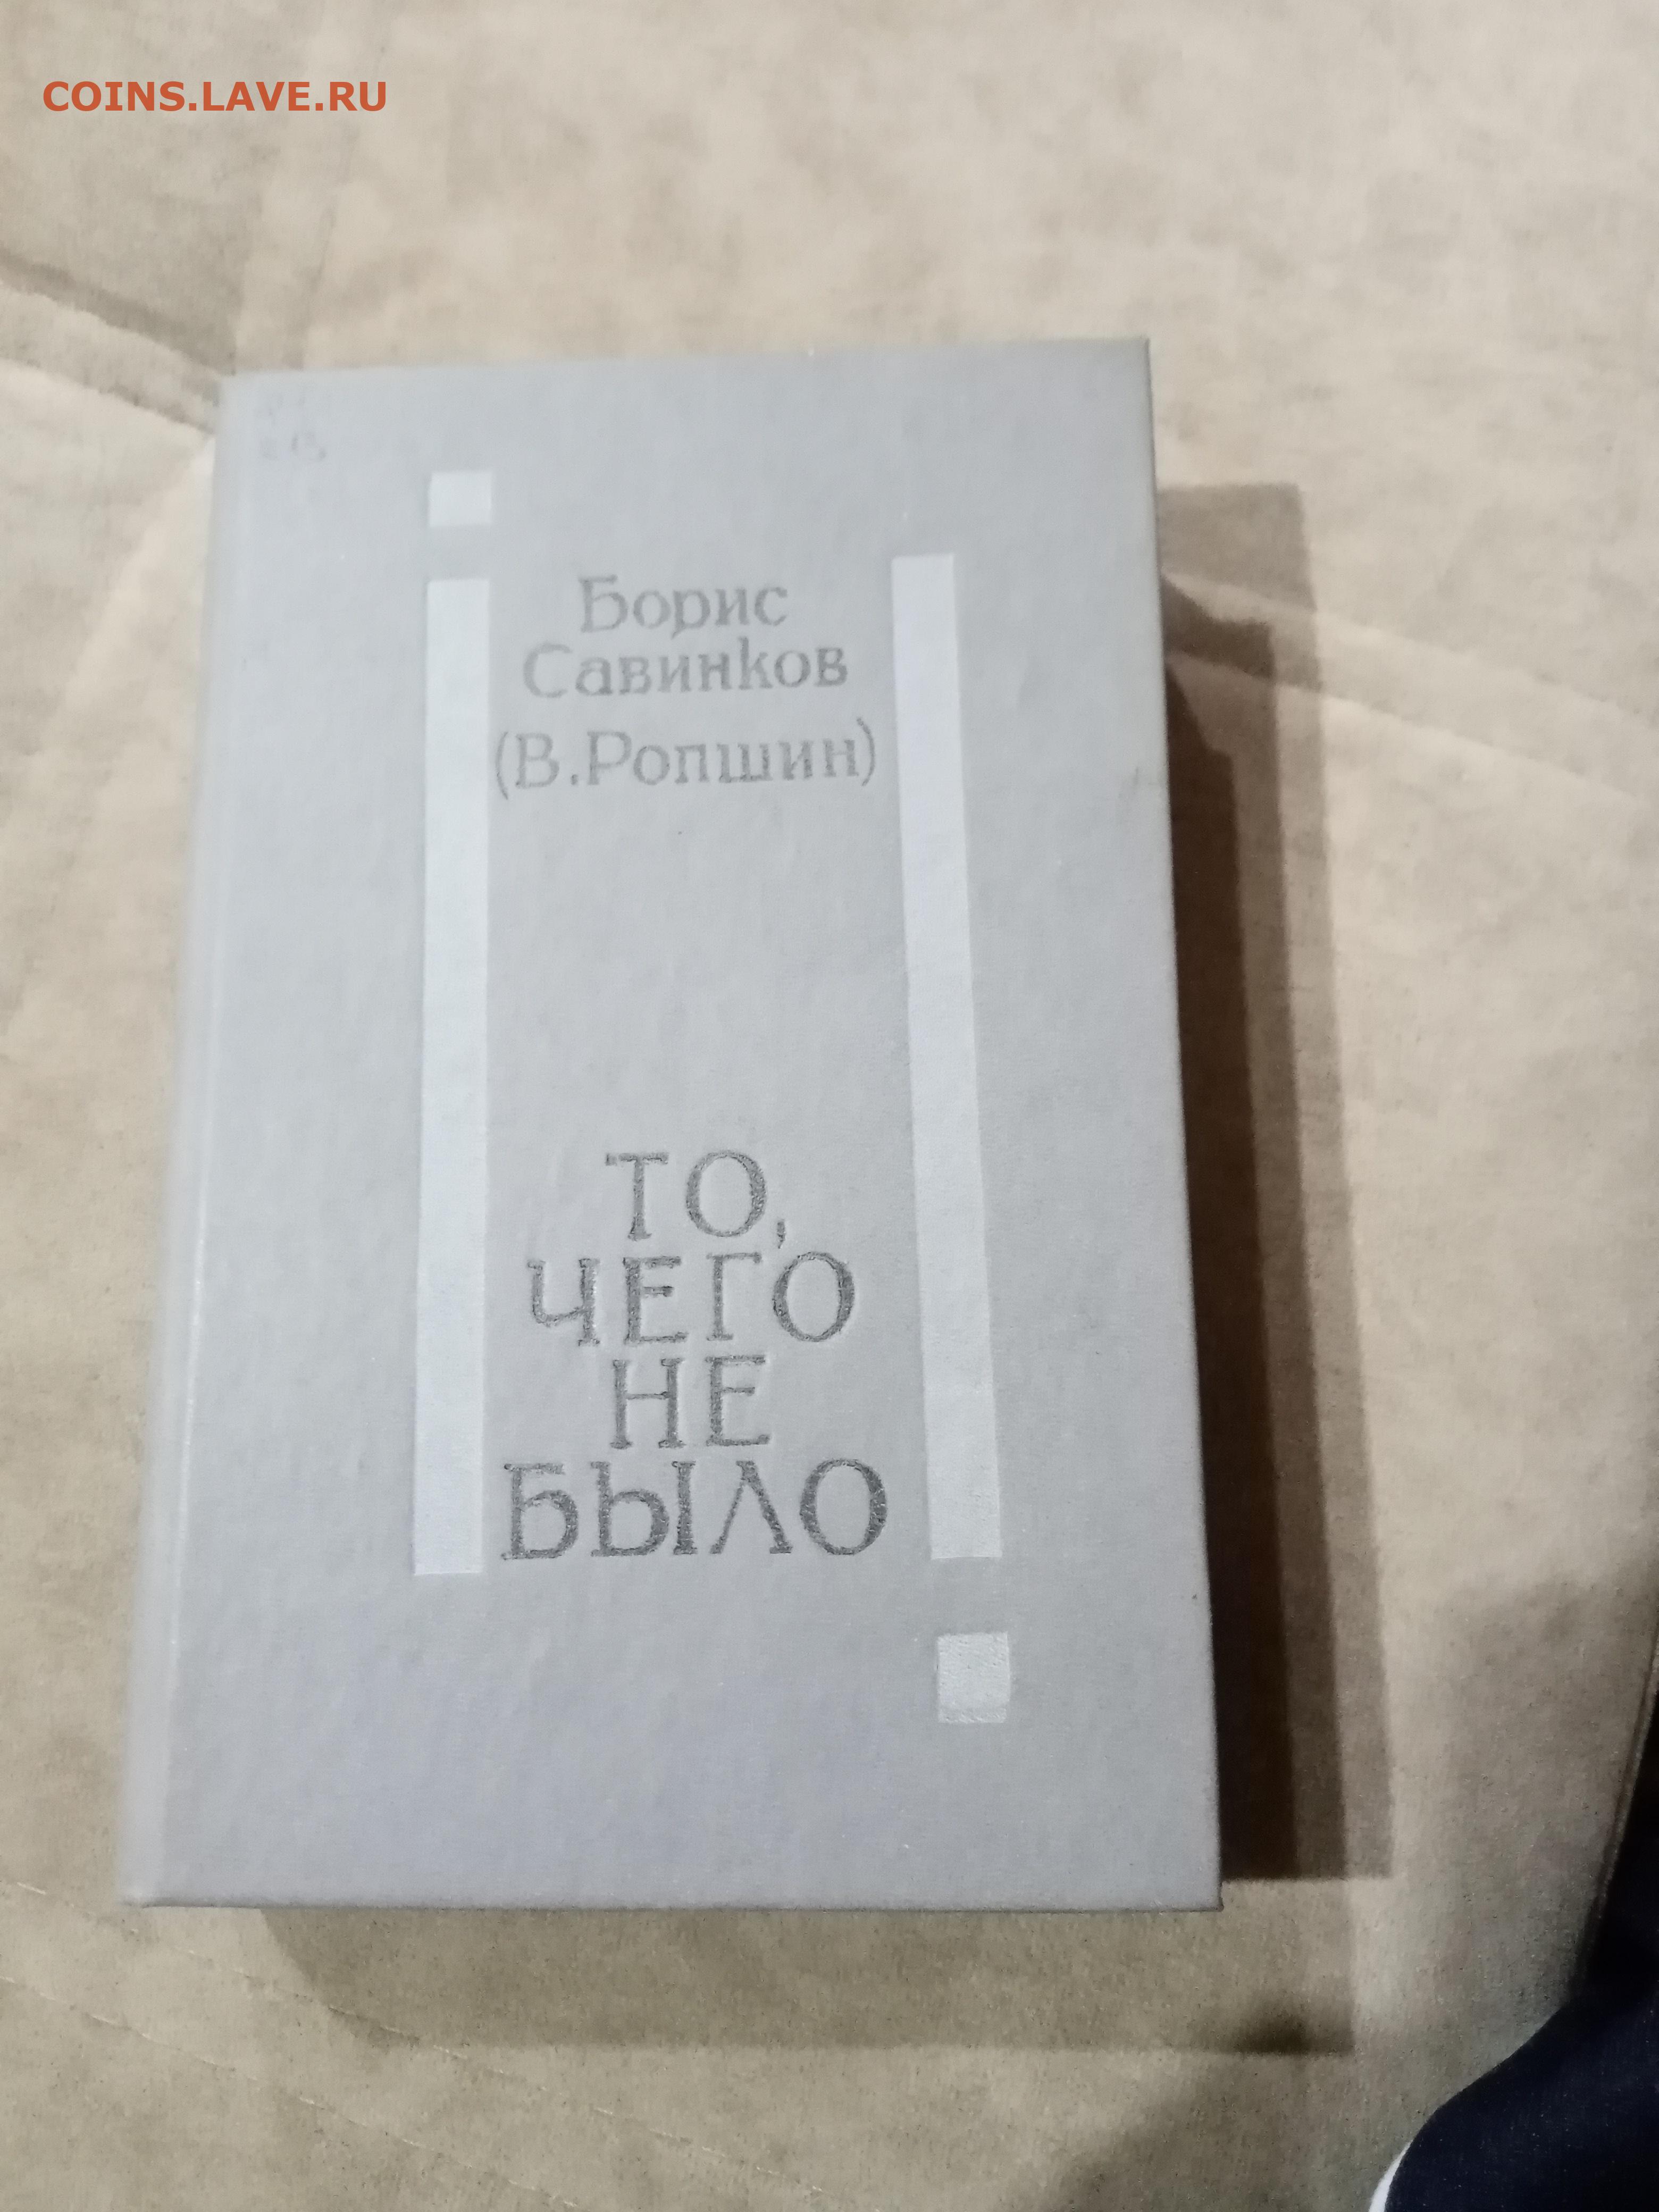 COINS.LAVE.RU
Борис
Савинков
(В.Ропшин)
ТО,
ЧЕГО
НЕ
БЫЛО